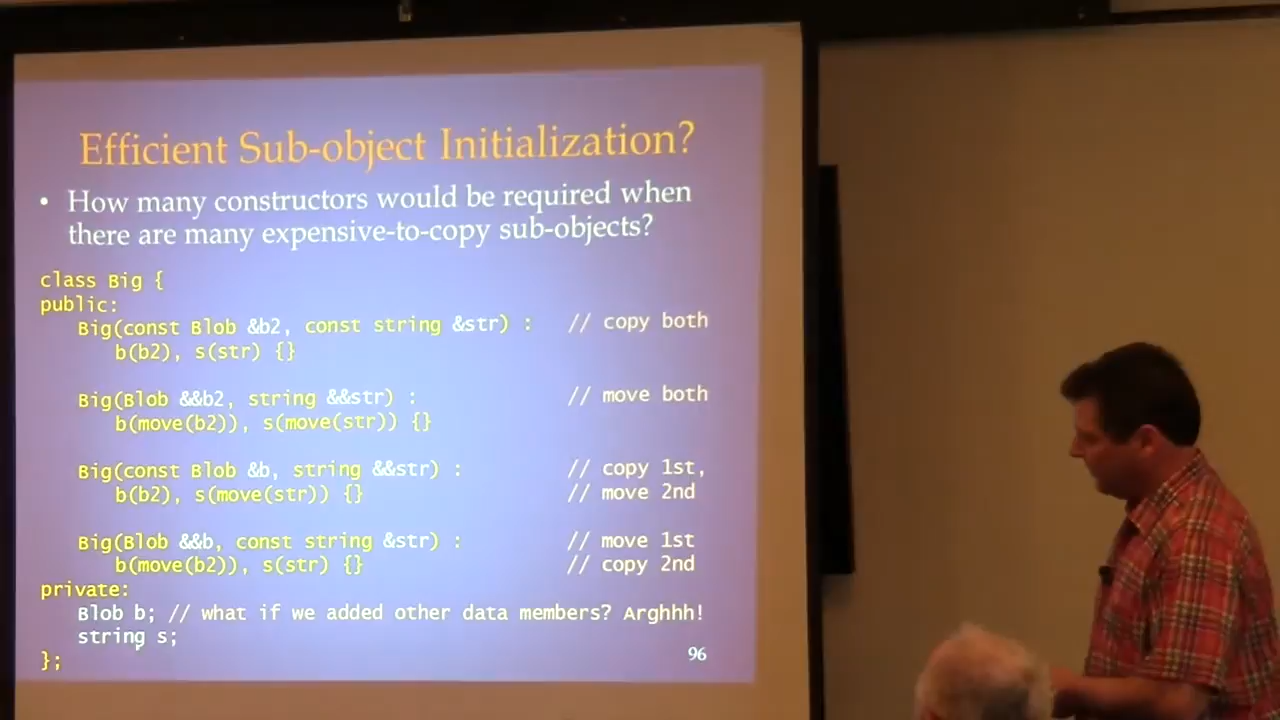 Efficient Sub-object Initialization?
• How many constructors would be required when
there are many expensive-to-copy sub-objects?
class Big {
public:
Big(const Blob &b2, const string &str) : // copy both
b(b2), s(str) {}
Big(Blob &&b2, string &&str) : // move both
b(move(b2)), s(move(str)) {}
Big(const Blob &b, string &&str) : // copy 1st,
b(b2), s(move(str)) {} // move 2nd
Big(Blob &&b, const string &str) : // move 1st
b(move(b2)), s(str) {} // copy 2nd
private:
Blob b; // what if we added other data members? Arghhh!
string s;
};
96